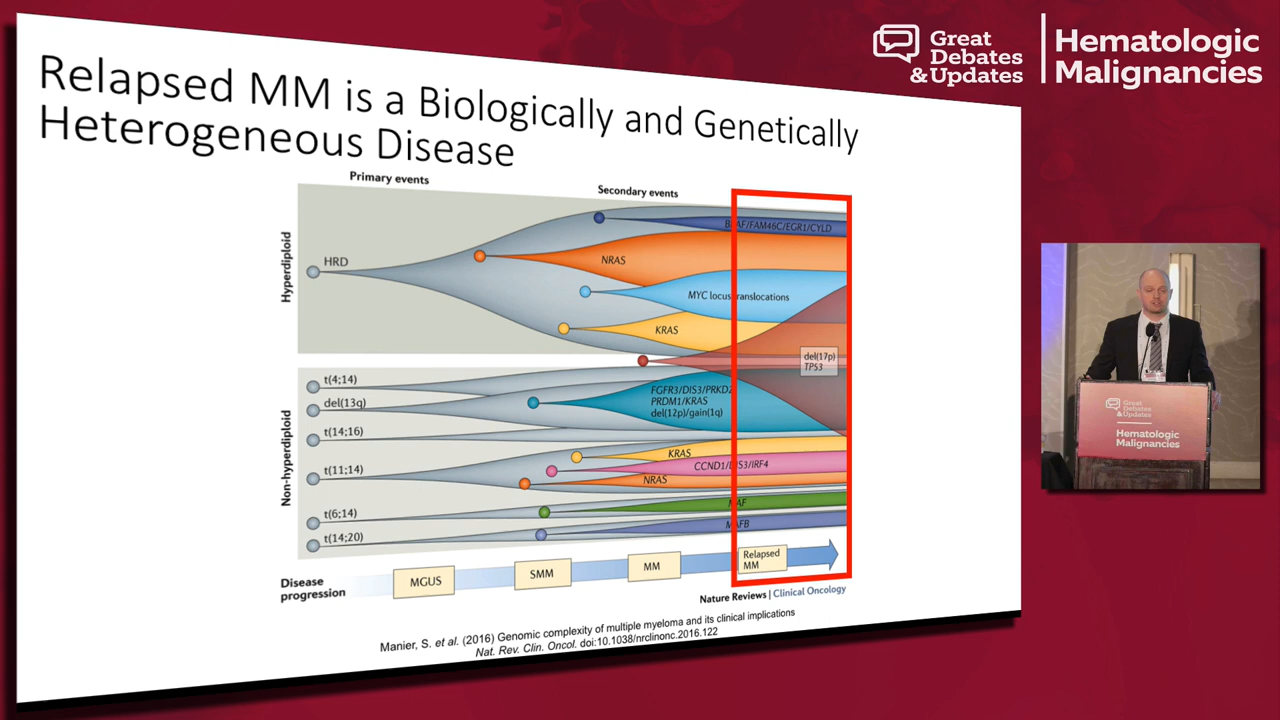 Great
Debates
&Updates
Hematologic
Malignancies
Relapsed MM is a Biologically and Genetically
Heterogeneous Disease
Primary events
Secondary events
Hyperdiploid
HRD
BRAF/FAM46C/EGR1/CYLD
NRAS
MYC locus translocations
KRAS
del(17p)
TP53
Non-hyperdiploid
t(4;14)
del(13q)
t(14;16)
t(11;14)
t(6;14)
t(14;20)
FGFR3/DIS3/PRKD2
PRDM1/KRAS
del(12p)/gain(1q)
KRAS
CCND1/DIS3/IRF4
NRAS
MAF
MAFB
Disease
progression
MGUS
SMM
MM
Relapsed
MM
Nature Reviews | Clinical Oncology
Manier, S. et al. (2016) Genomic complexity of multiple myeloma and its clinical implications
Nat. Rev. Clin. Oncol. doi:10.1038/nrclinonc.2016.122
Great
Debates
&Updates
Hematologic
Malignancies